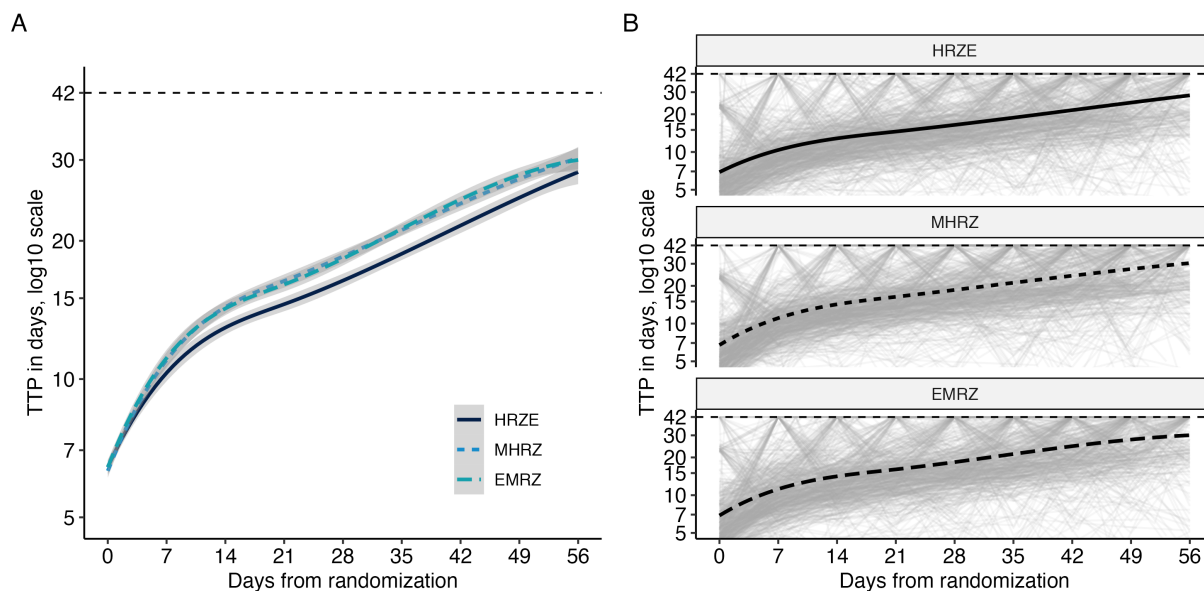 A
TTP in days, log10 scale
42
30
20
15
10
7
5
HRZE
MHRZ
EMRZ
0 7 14 21 28 35 42 49 56
Days from randomization
B
TTP in days, log10 scale
HRZE
42
30
20
15
10
7
5
MHRZ
42
30
20
15
10
7
5
EMRZ
42
30
20
15
10
7
5
0 7 14 21 28 35 42 49 56
Days from randomization